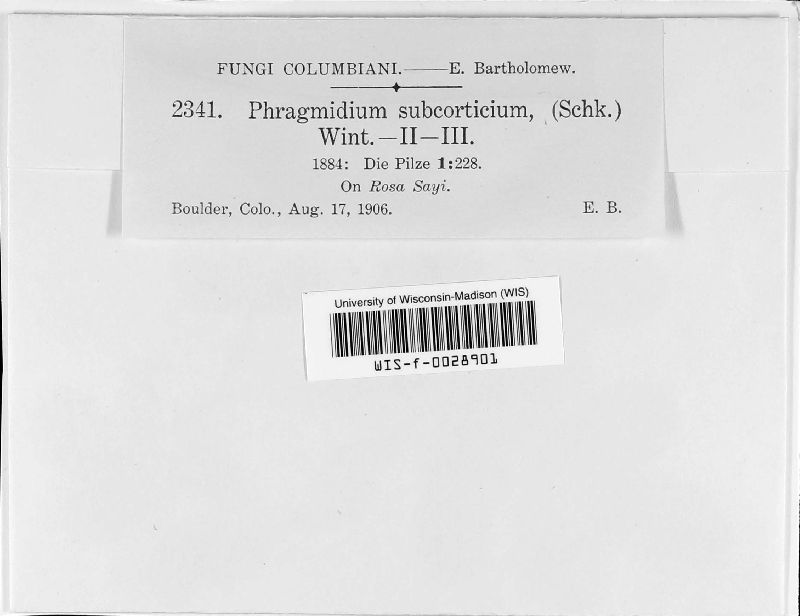 FUNGI COLUMBIANI.——E. Bartholomew.
2341. Phragmidium subcorticium, (Schk.)
Wint.—II—III.
1884: Die Pilze 1:228.
On Rosa Sayi.
Boulder, Colo., Aug. 17, 1906. E. B.
University of Wisconsin-Madison (WIS)
WIS-f-0028901